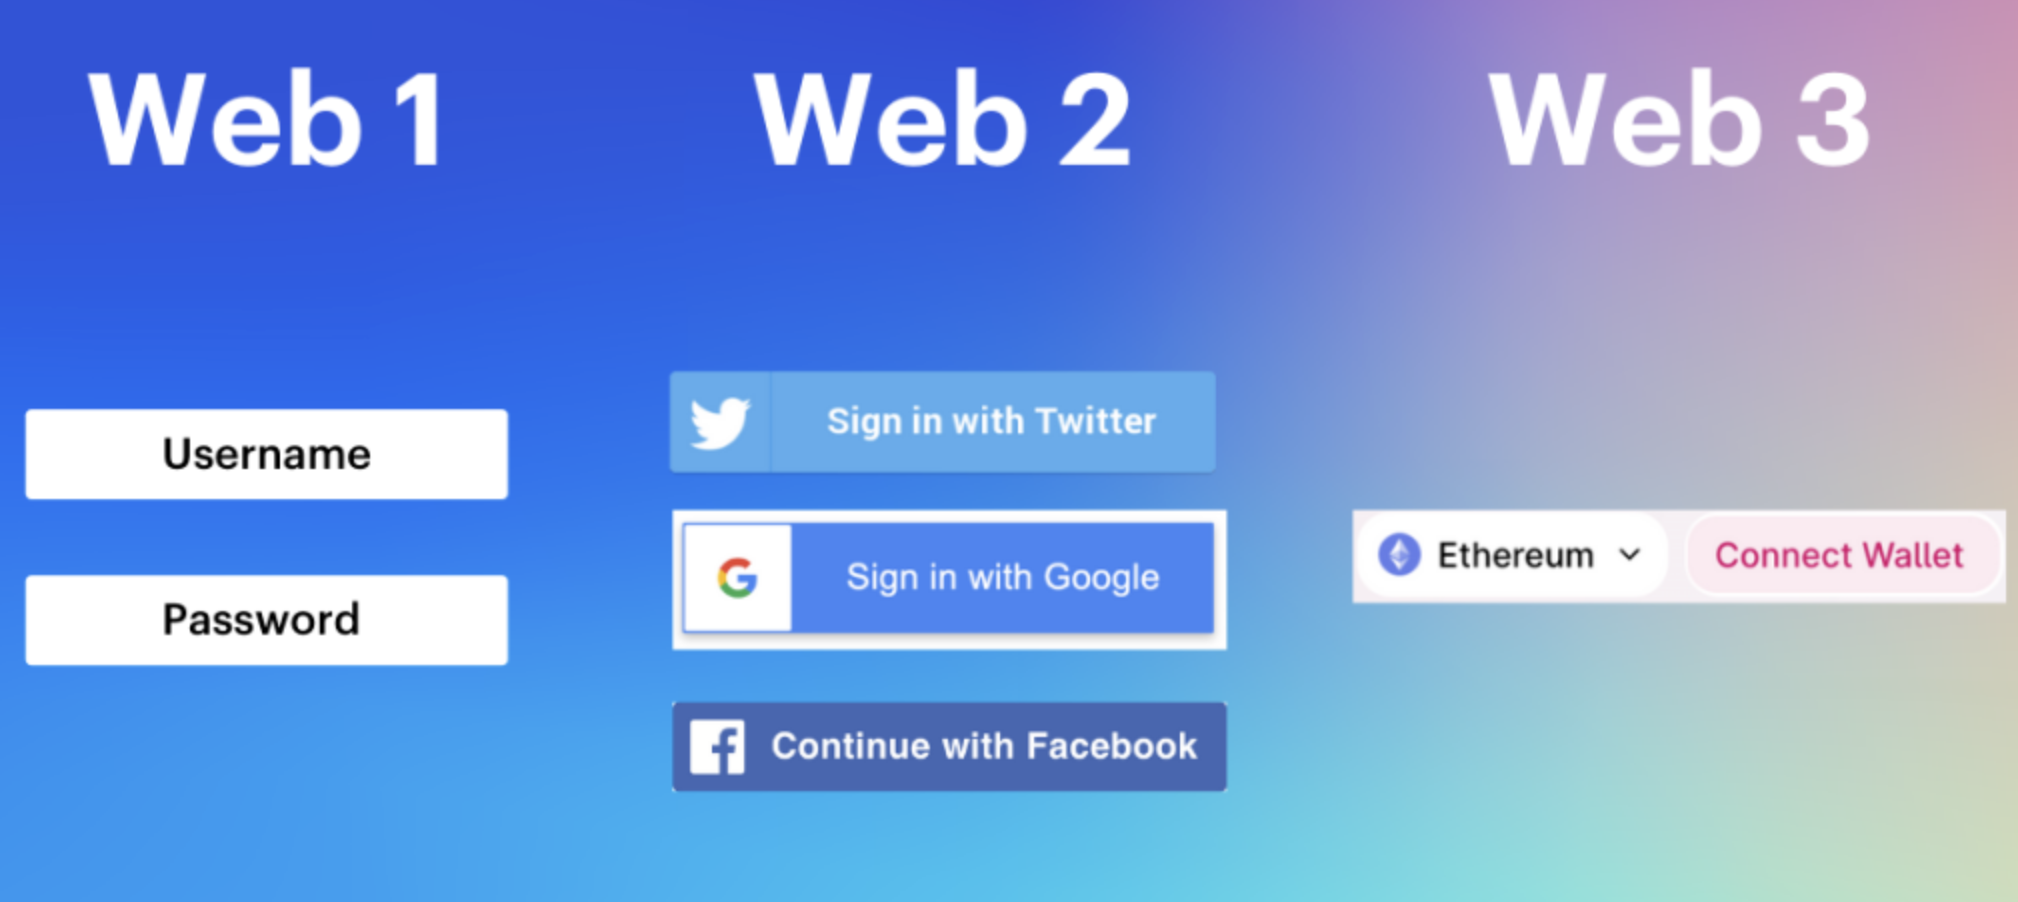 Web 1
Username
Password
Web 2
Sign in with Twitter
Sign in with Google
Continue with Facebook
Web 3
Ethereum
Connect Wallet